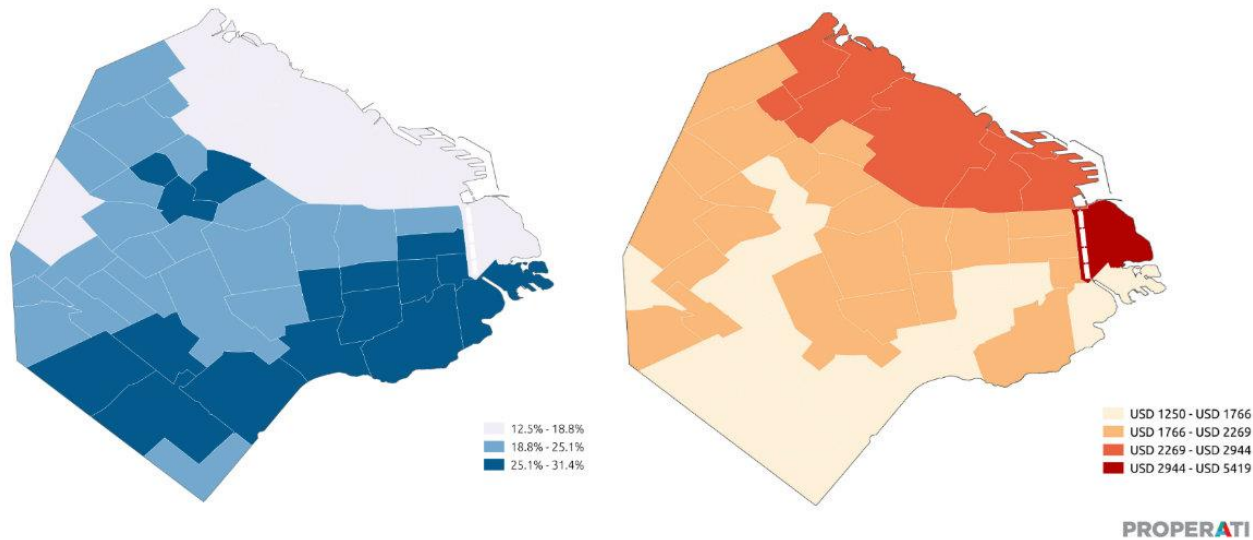 12.5% - 18.8%
18.8% - 25.1%
25.1% - 31.4%
USD 1250 - USD 1766
USD 1766 - USD 2269
USD 2269 - USD 2944
USD 2944 - USD 5419
PROPERATI